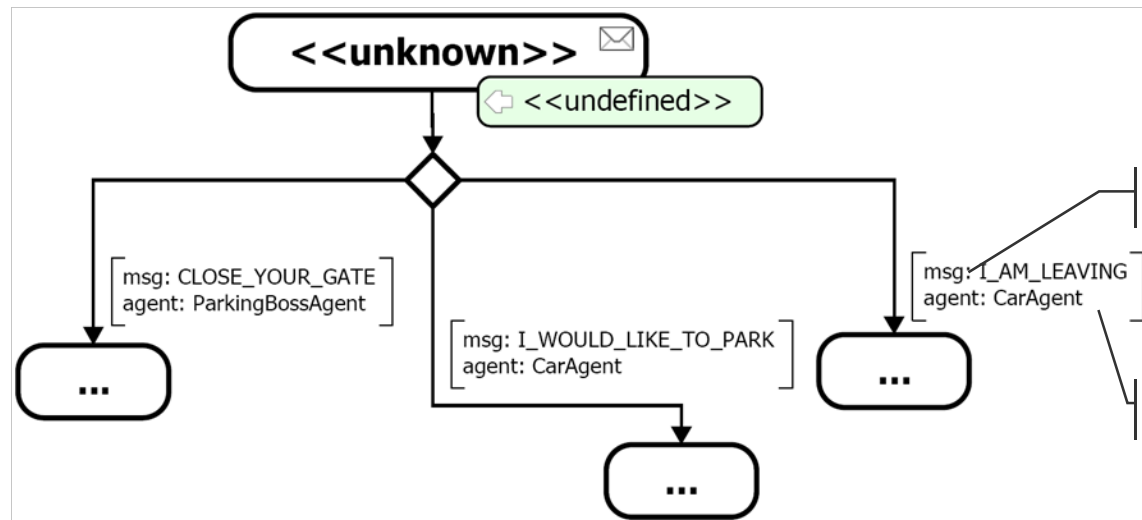 <<unknown>>
<<undefined>>
msg: CLOSE_YOUR_GATE
agent: ParkingBossAgent
msg: I_WOULD_LIKE_TO_PARK
agent: CarAgent
msg: I_AM_LEAVING
agent: CarAgent
...
...
...